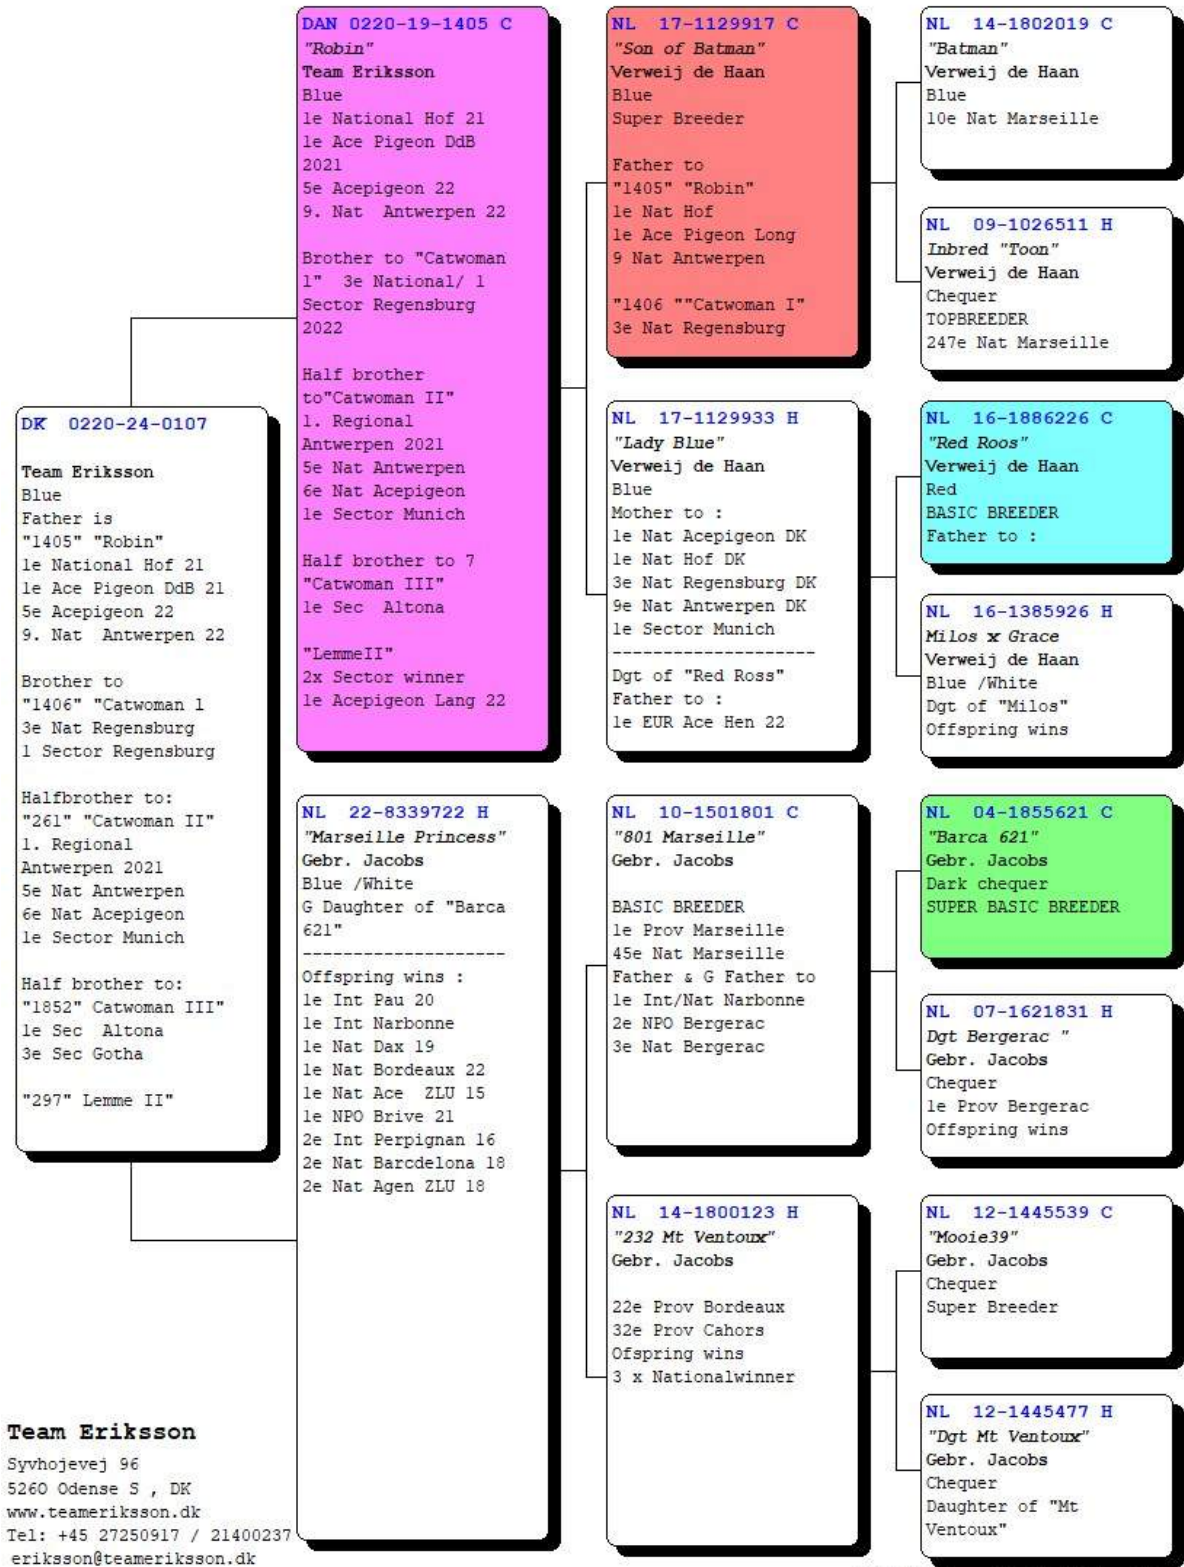 DK 0220-24-0107
Team Eriksson
Blue
Father is
"1405" "Robin"
1e National Hof 21
1e Ace Pigeon DdB 21
5e Acepigeon 22
9. Nat Antwerpen 22
Brother to
"1406" "Catwoman 1
3e Nat Regensburg
1 Sector Regensburg
Halfbrother to:
"261" "Catwoman II"
1. Regional
Antwerpen 2021
5e Nat Antwerpen
6e Nat Acepigeon
1e Sector Munich
Half brother to:
"1852" Catwoman III"
1e Sec Altona
3e Sec Gotha
"297" Lemme II"
DAN 0220-19-1405 C
"Robin"
Team Eriksson
Blue
1e National Hof 21
1e Ace Pigeon DdB
2021
5e Acepigeon 22
9. Nat Antwerpen 22
Brother to "Catwoman
1" 3e National/ 1
Sector Regensburg
2022
Half brother
to"Catwoman II"
1. Regional
Antwerpen 2021
5e Nat Antwerpen
6e Nat Acepigeon
1e Sector Munich
Half brother to 7
"Catwoman III"
1e Sec Altona
"LemmeII"
2x Sector winner
1e Acepigeon Lang 22
NL 22-8339722 H
"Marseille Princess"
Gebr. Jacobs
Blue /White
G Daughter of "Barca
621"
--------------------
Offspring wins :
1e Int Pau 20
1e Int Narbonne
1e Nat Dax 19
1e Nat Bordeaux 22
1e Nat Ace ZLU 15
1e NPO Brive 21
2e Int Perpignan 16
2e Nat Barcdelona 18
2e Nat Agen ZLU 18
NL 17-1129917 C
"Son of Batman"
Verweij de Haan
Blue
Super Breeder
Father to
"1405" "Robin"
1e Nat Hof
1e Ace Pigeon Long
9 Nat Antwerpen
"1406 ""Catwoman I"
3e Nat Regensburg
NL 17-1129933 H
"Lady Blue"
Verweij de Haan
Blue
Mother to :
1e Nat Acepigeon DK
1e Nat Hof DK
3e Nat Regensburg DK
9e Nat Antwerpen DK
1e Sector Munich
--------------------
Dgt of "Red Ross"
Father to :
1e EUR Ace Hen 22
NL 10-1501801 C
"801 Marseille"
Gebr. Jacobs
BASIC BREEDER
1e Prov Marseille
45e Nat Marseille
Father & G Father to
1e Int/Nat Narbonne
2e NPO Bergerac
3e Nat Bergerac
NL 14-1800123 H
"232 Mt Ventoux"
Gebr. Jacobs
22e Prov Bordeaux
32e Prov Cahors
Ofspring wins
3 x Nationalwinner
NL 14-1802019 C
"Batman"
Verweij de Haan
Blue
10e Nat Marseille
NL 09-1026511 H
Inbred "Toon"
Verweij de Haan
Chequer
TOPBREEDER
247e Nat Marseille
NL 16-1886226 C
"Red Roos"
Verweij de Haan
Red
BASIC BREEDER
Father to :
NL 16-1385926 H
Milos x Grace
Verweij de Haan
Blue /White
Dgt of "Milos"
Offspring wins
NL 04-1855621 C
"Barca 621"
Gebr. Jacobs
Dark chequer
SUPER BASIC BREEDER
NL 07-1621831 H
Dgt Bergerac "
Gebr. Jacobs
Chequer
1e Prov Bergerac
Offspring wins
NL 12-1445539 C
"Mooie39"
Gebr. Jacobs
Chequer
Super Breeder
NL 12-1445477 H
"Dgt Mt Ventoux"
Gebr. Jacobs
Chequer
Daughter of "Mt
Ventoux"
Team Eriksson
Syvhojevej 96
5260 Odense S , DK
www.teameriksson.dk
Tel: +45 27250917 / 21400237
eriksson@teameriksson.dk